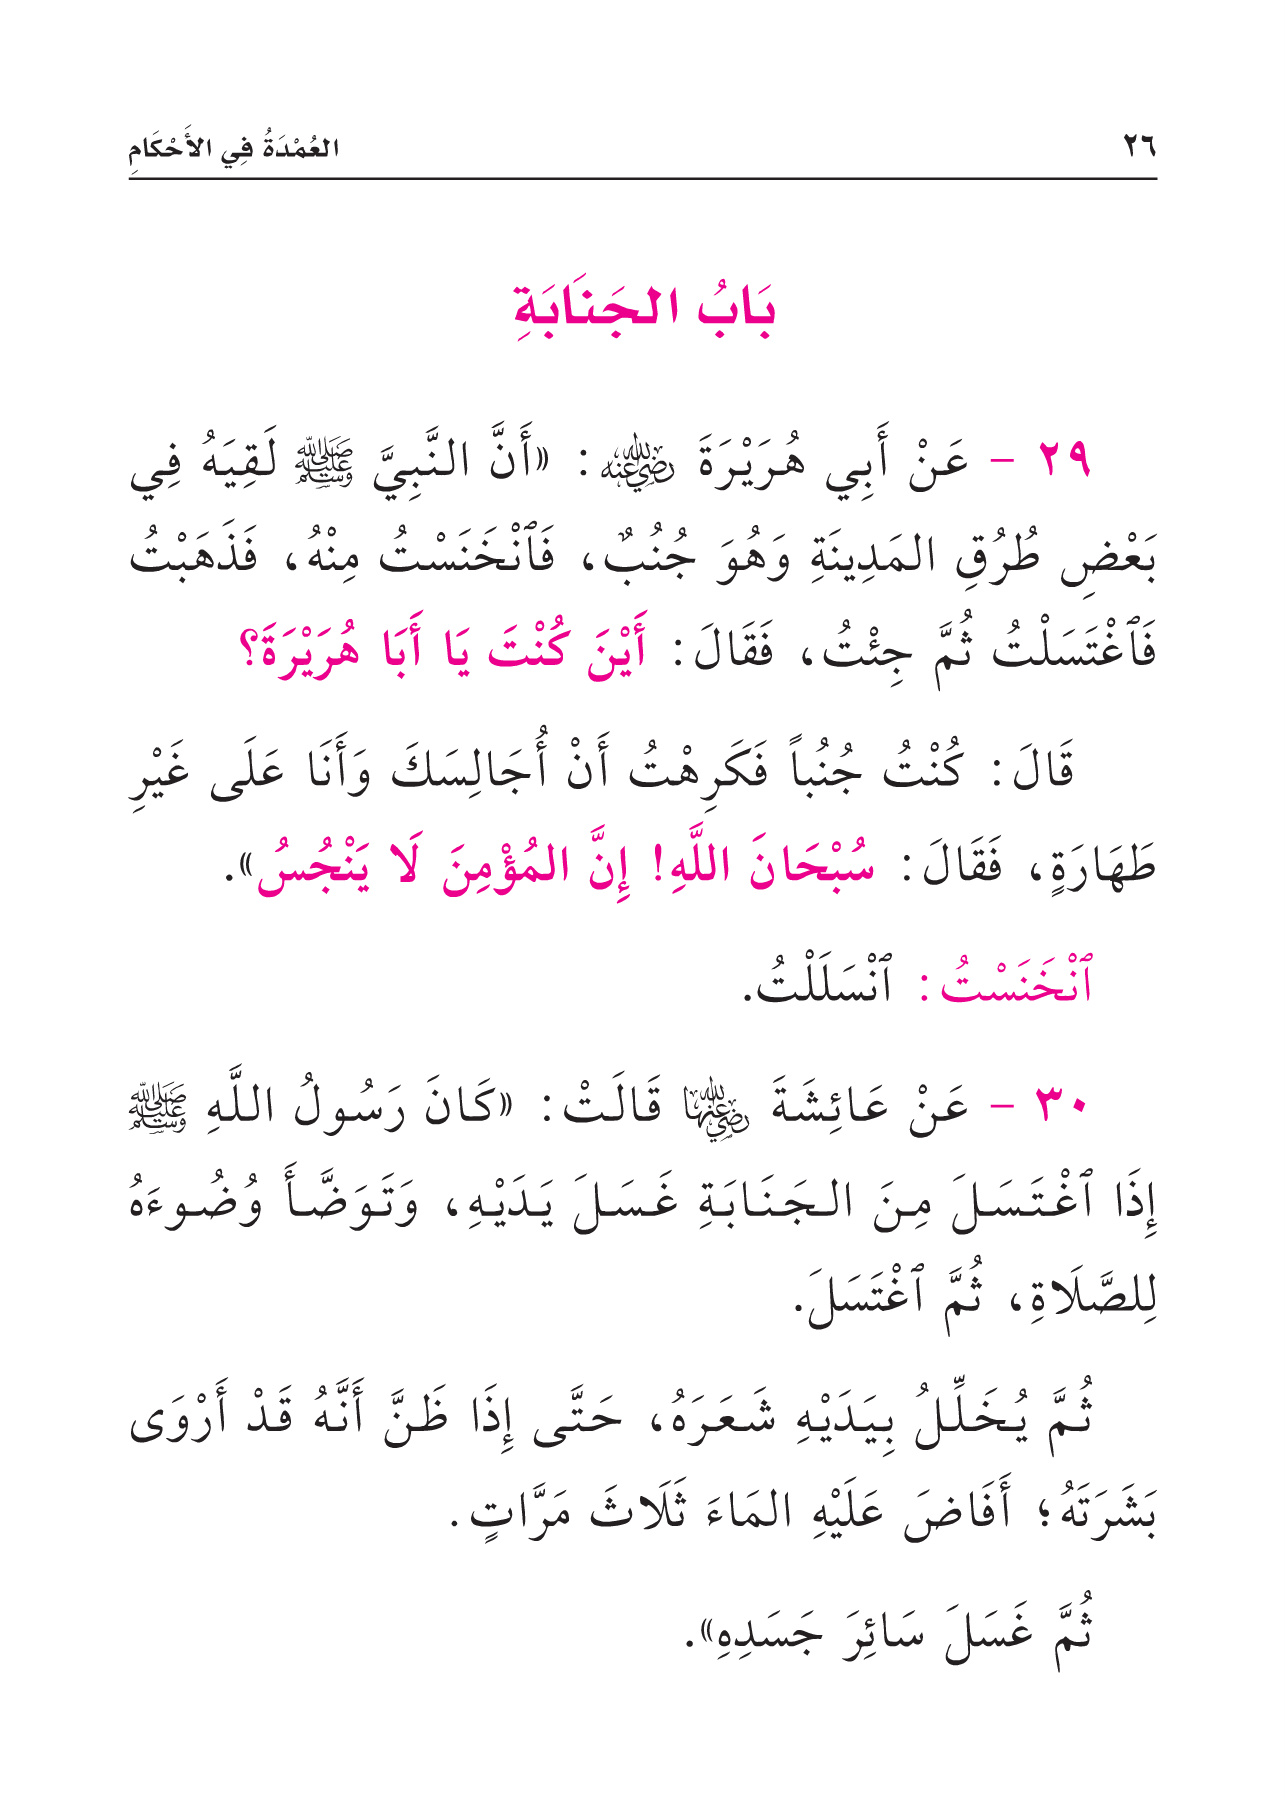 ٢٦
العُمْدَةُ فِي الأَحْكَامِ
بَابُ الجَنَابَةِ
٢٩ - عَنْ أَبِي هُرَيْرَةَ رضي الله عنه: «أَنَّ النَّبِيَّ ﷺ لَقِيَهُ فِي
بَعْضِ طُرُقِ المَدِينَةِ وَهُوَ جُنُبٌ، فَٱنْخَنَسْتُ مِنْهُ، فَذَهَبْتُ
فَٱغْتَسَلْتُ ثُمَّ جِئْتُ، فَقَالَ: أَيْنَ كُنْتَ يَا أَبَا هُرَيْرَةَ؟
قَالَ: كُنْتُ جُنُباً فَكَرِهْتُ أَنْ أُجَالِسَكَ وَأَنَا عَلَى غَيْرِ
طَهَارَةٍ، فَقَالَ: سُبْحَانَ اللَّهِ! إِنَّ المُؤْمِنَ لَا يَنْجُسُ».
ٱنْخَنَسْتُ: ٱنْسَلَلْتُ.
٣٠ - عَنْ عَائِشَةَ رضي الله عنها قَالَتْ: «كَانَ رَسُولُ اللَّهِ ﷺ
إِذَا ٱغْتَسَلَ مِنَ الجَنَابَةِ غَسَلَ يَدَيْهِ، وَتَوَضَّأَ وُضُوءَهُ
لِلصَّلَاةِ، ثُمَّ ٱغْتَسَلَ.
ثُمَّ يُخَلِّلُ بِيَدَيْهِ شَعَرَهُ، حَتَّى إِذَا ظَنَّ أَنَّهُ قَدْ أَرْوَى
بَشَرَتَهُ؛ أَفَاضَ عَلَيْهِ المَاءَ ثَلَاثَ مَرَّاتٍ.
ثُمَّ غَسَلَ سَائِرَ جَسَدِهِ».